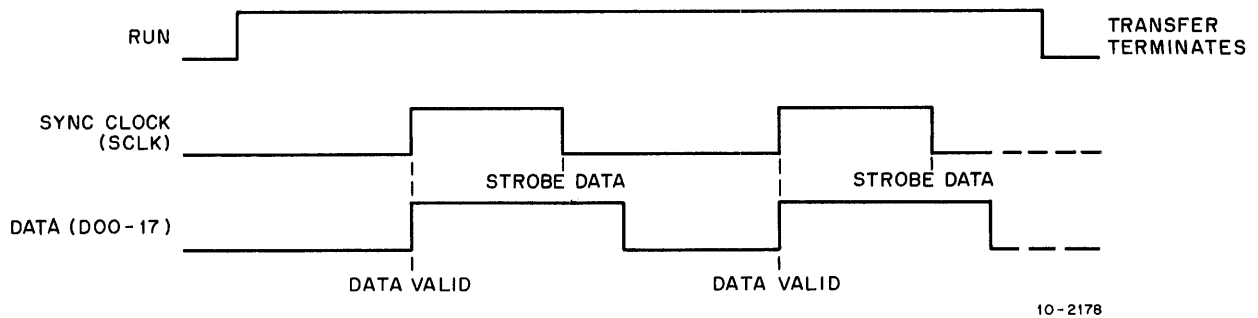 RUN
TRANSFER
TERMINATES
SYNC CLOCK
(SCLK)
STROBE DATA
STROBE DATA
DATA (D00-17)
DATA VALID
DATA VALID
10-2178